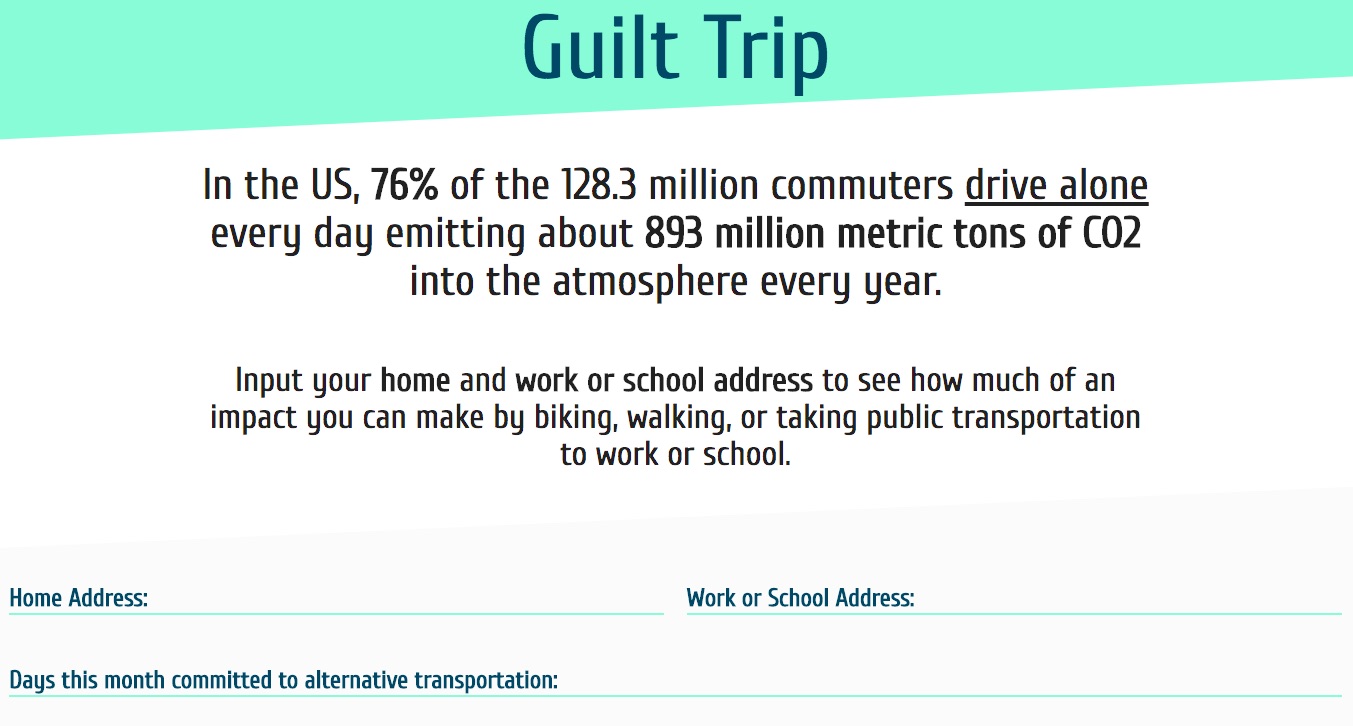 Guilt Trip
In the US, 76% of the 128.3 million commuters drive alone
every day emitting about 893 million metric tons of CO2
into the atmosphere every year.
Input your home and work or school address to see how much of an
impact you can make by biking, walking, or taking public transportation
to work or school.
Home Address:
Work or School Address:
Days this month committed to alternative transportation: